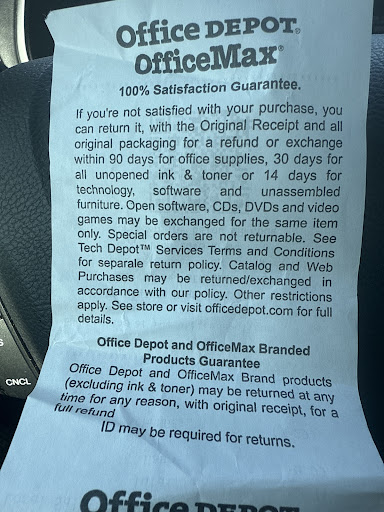 Office DEPOT.
OfficeMax®
100% Satisfaction Guarantee.
If you're not satisfied with your purchase, you
can return it, with the Original Receipt and all
original packaging for a refund or exchange
within 90 days for office supplies, 30 days for
all unopened ink & toner or 14 days for
technology, software and unassembled
furniture. Open software, CDs, DVDs and video
games may be exchanged for the same item
only. Special orders are not returnable. See
Tech Depot™ Services Terms and Conditions
for separate return policy. Catalog and Web
Purchases may be returned/exchanged in
accordance with our policy. Other restrictions
apply. See store or visit officedepot.com for full
details.
Office Depot and OfficeMax Branded
Products Guarantee
Office Depot and OfficeMax Brand products
(excluding ink & toner) may be returned at any
time for any reason, with original receipt, for a
full refund
ID may be required for returns.
Office DEPOT
CNCL